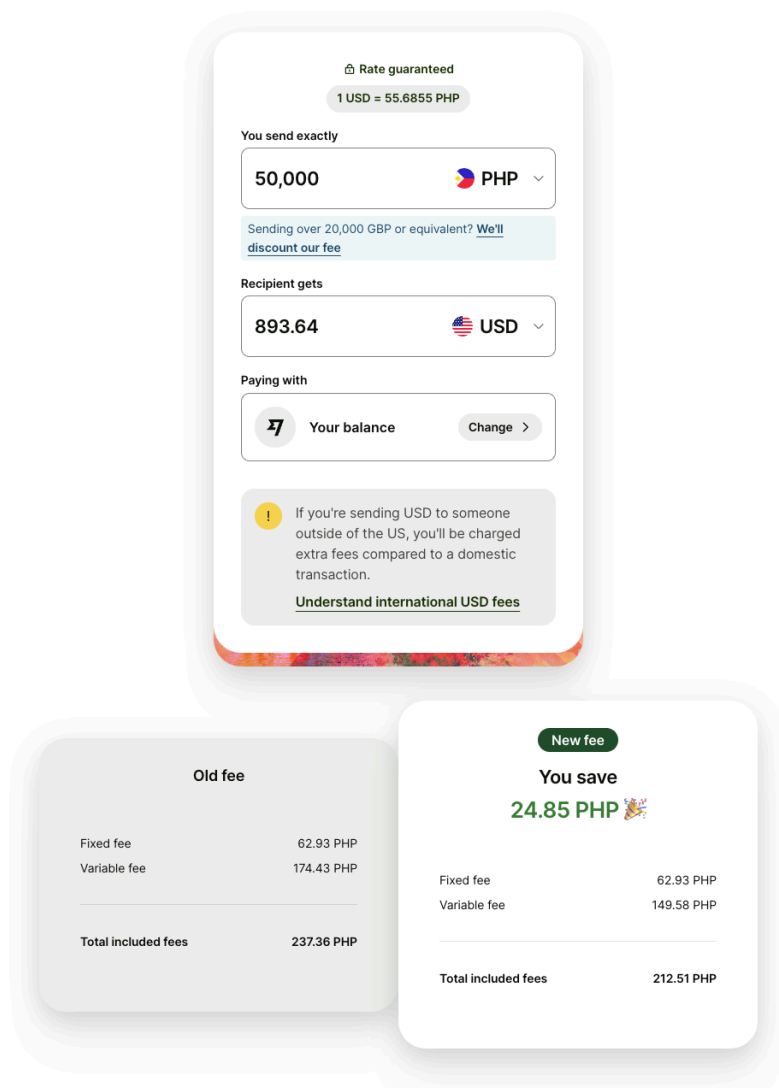 Rate guaranteed
1 USD = 55.6855 PHP
You send exactly
50,000 PHP
Sending over 20,000 GBP or equivalent? We'll
discount our fee
Recipient gets
893.64 USD
Paying with
Your balance Change
!
If you're sending USD to someone
outside of the US, you'll be charged
extra fees compared to a domestic
transaction.
Understand international USD fees
Old fee
Fixed fee 62.93 PHP
Variable fee 174.43 PHP
Total included fees 237.36 PHP
New fee
You save
24.85 PHP 🎉
Fixed fee 62.93 PHP
Variable fee 149.58 PHP
Total included fees 212.51 PHP